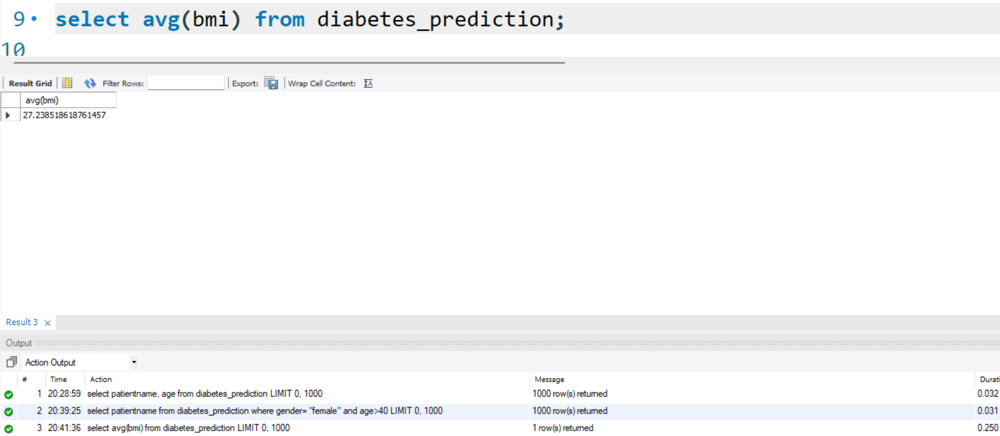 9 select avg(bmi) from diabetes_prediction;
10
Result Grid Filter Rows: Export: Wrap Cell Content: IA
avg(bmi)
27.238518618761457
Result 3
Output
Action Output
# Time Action Message Durati
1 20:28:59 select patientname, age from diabetes_prediction LIMIT 0, 1000 1000 row(s) returned 0.032
2 20:39:25 select patientname from diabetes_prediction where gender= "female" and age>40 LIMIT 0, 1000 1000 row(s) returned 0.031
3 20:41:36 select avg(bmi) from diabetes_prediction LIMIT 0, 1000 1 row(s) returned 0.250